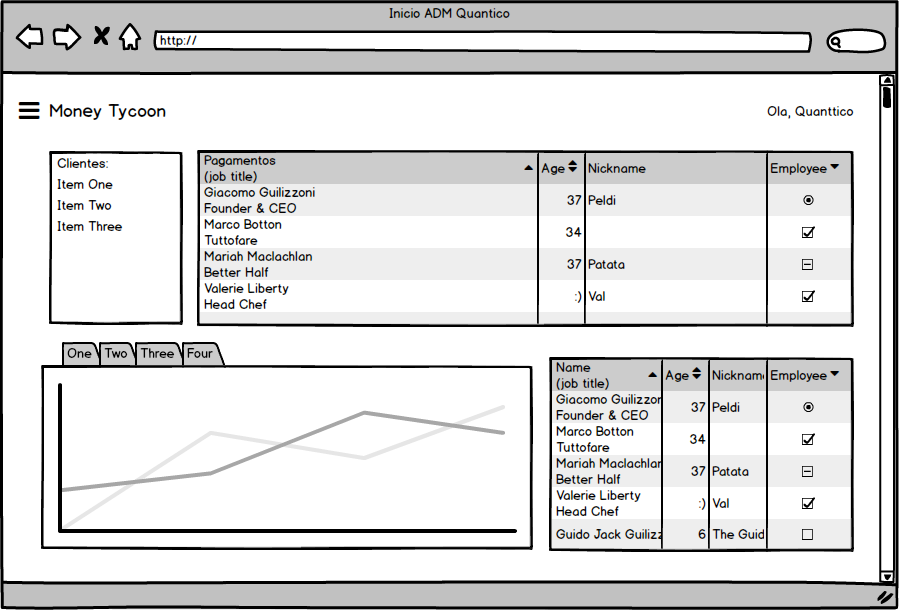 Inicio ADM Quantico
http://
Money Tycoon
Ola, Quanttico
Clientes:
Item One
Item Two
Item Three
Pagamentos
(job title)
Age
Nickname
Employee
Giacomo Guilizzoni
Founder & CEO
37
Peldi
Marco Botton
Tuttofare
34
Mariah Maclachlan
Better Half
37
Patata
Valerie Liberty
Head Chef
:)
Val
One
Two
Three
Four
Name
(job title)
Age
Nicknam
Employee
Giacomo Guilizzor
Founder & CEO
37
Peldi
Marco Botton
Tuttofare
34
Mariah Maclachlar
Better Half
37
Patata
Valerie Liberty
Head Chef
:)
Val
Guido Jack Guilizz
6
The Guid